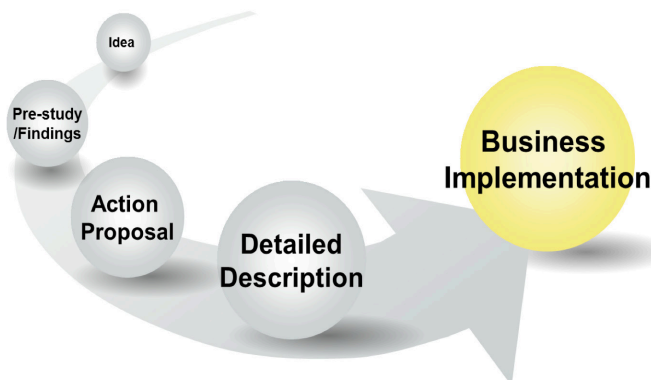 Idea
Pre-study
/Findings
Action
Proposal
Detailed
Description
Business
Implementation